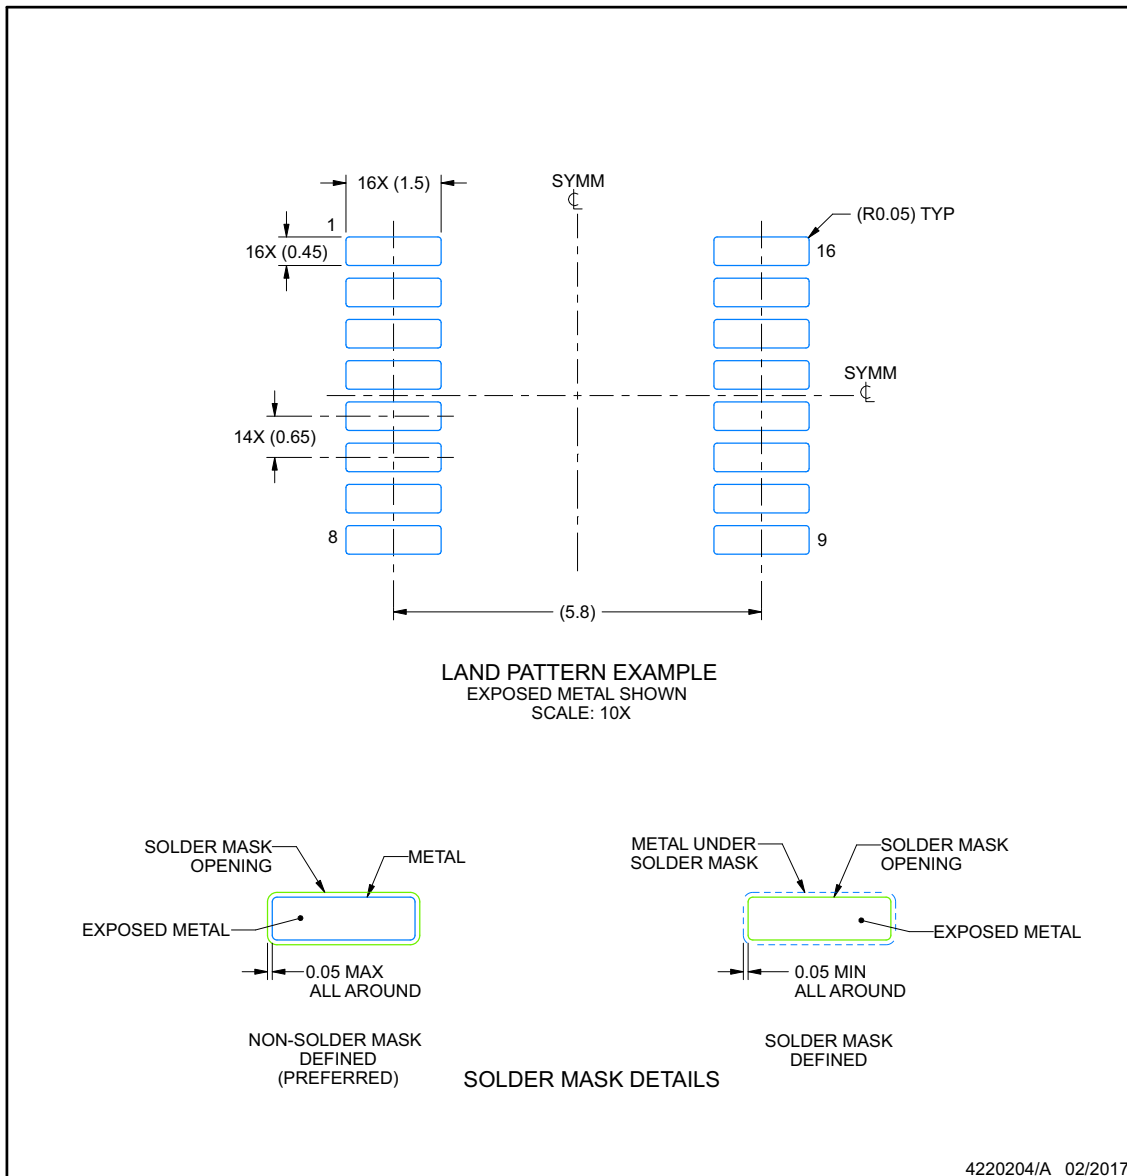 16X (1.5)
SYMM
(R0.05) TYP
1
16X (0.45)
16
SYMM
14X (0.65)
8
9
(5.8)
LAND PATTERN EXAMPLE
EXPOSED METAL SHOWN
SCALE: 10X
SOLDER MASK
OPENING
METAL
EXPOSED METAL
0.05 MAX
ALL AROUND
NON-SOLDER MASK
DEFINED
(PREFERRED)
METAL UNDER
SOLDER MASK
SOLDER MASK
OPENING
EXPOSED METAL
0.05 MIN
ALL AROUND
SOLDER MASK
DEFINED
SOLDER MASK DETAILS
4220204/A 02/2017